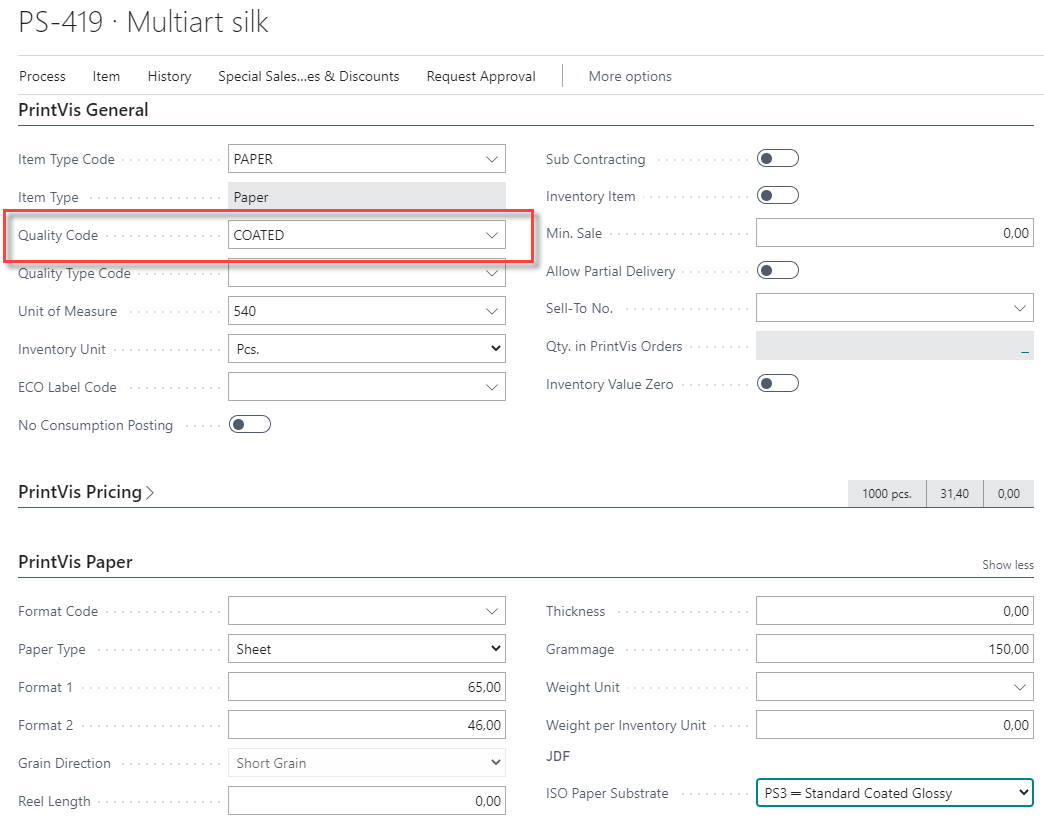 PS-419 · Multiart silk
Process Item History Special Sales...es & Discounts Request Approval More options
PrintVis General
Item Type Code PAPER
Item Type Paper
Quality Code COATED
Quality Type Code
Unit of Measure 540
Inventory Unit Pcs.
ECO Label Code
No Consumption Posting
Sub Contracting
Inventory Item
Min. Sale 0,00
Allow Partial Delivery
Sell-To No.
Qty. in PrintVis Orders _
Inventory Value Zero
PrintVis Pricing 1000 pcs. 31,40 0,00
PrintVis Paper Show less
Format Code
Paper Type Sheet
Format 1 65,00
Format 2 46,00
Grain Direction Short Grain
Reel Length 0,00
Thickness 0,00
Grammage 150,00
Weight Unit
Weight per Inventory Unit 0,00
JDF
ISO Paper Substrate PS3 = Standard Coated Glossy